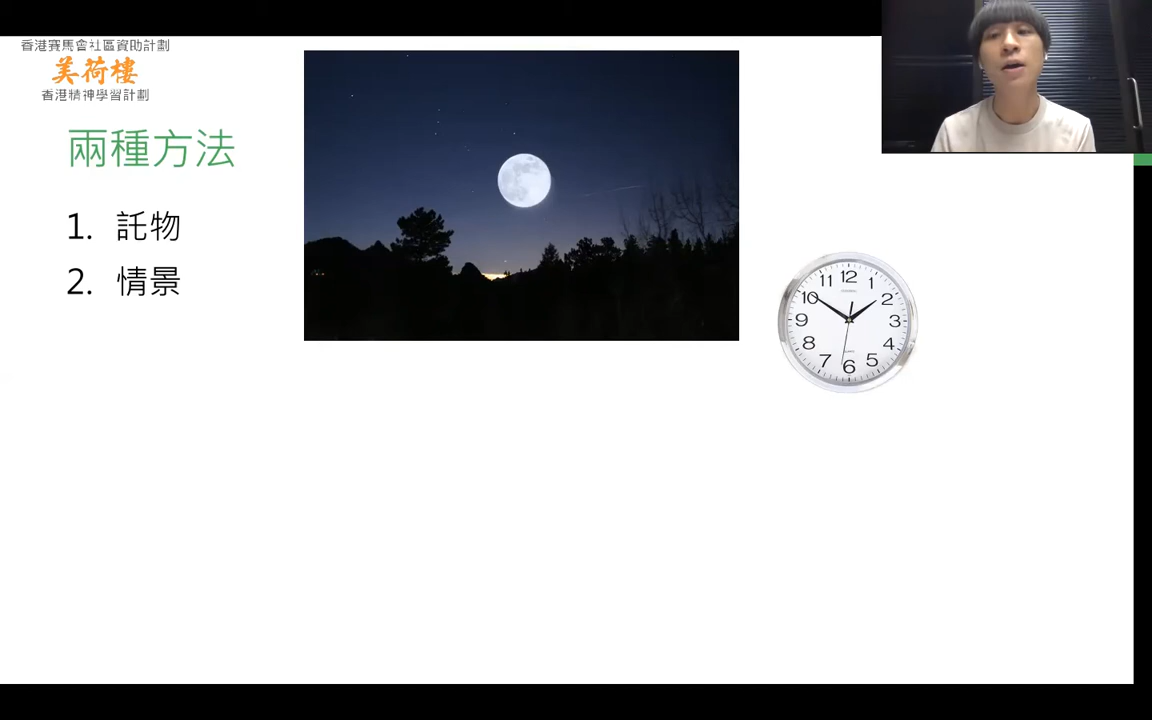 香港賽馬會社區資助計劃
美荷樓
香港精神學習計劃
兩種方法
1. 託物
2. 情景
12
11 1
10 2
9 3
8 4
7 5
6